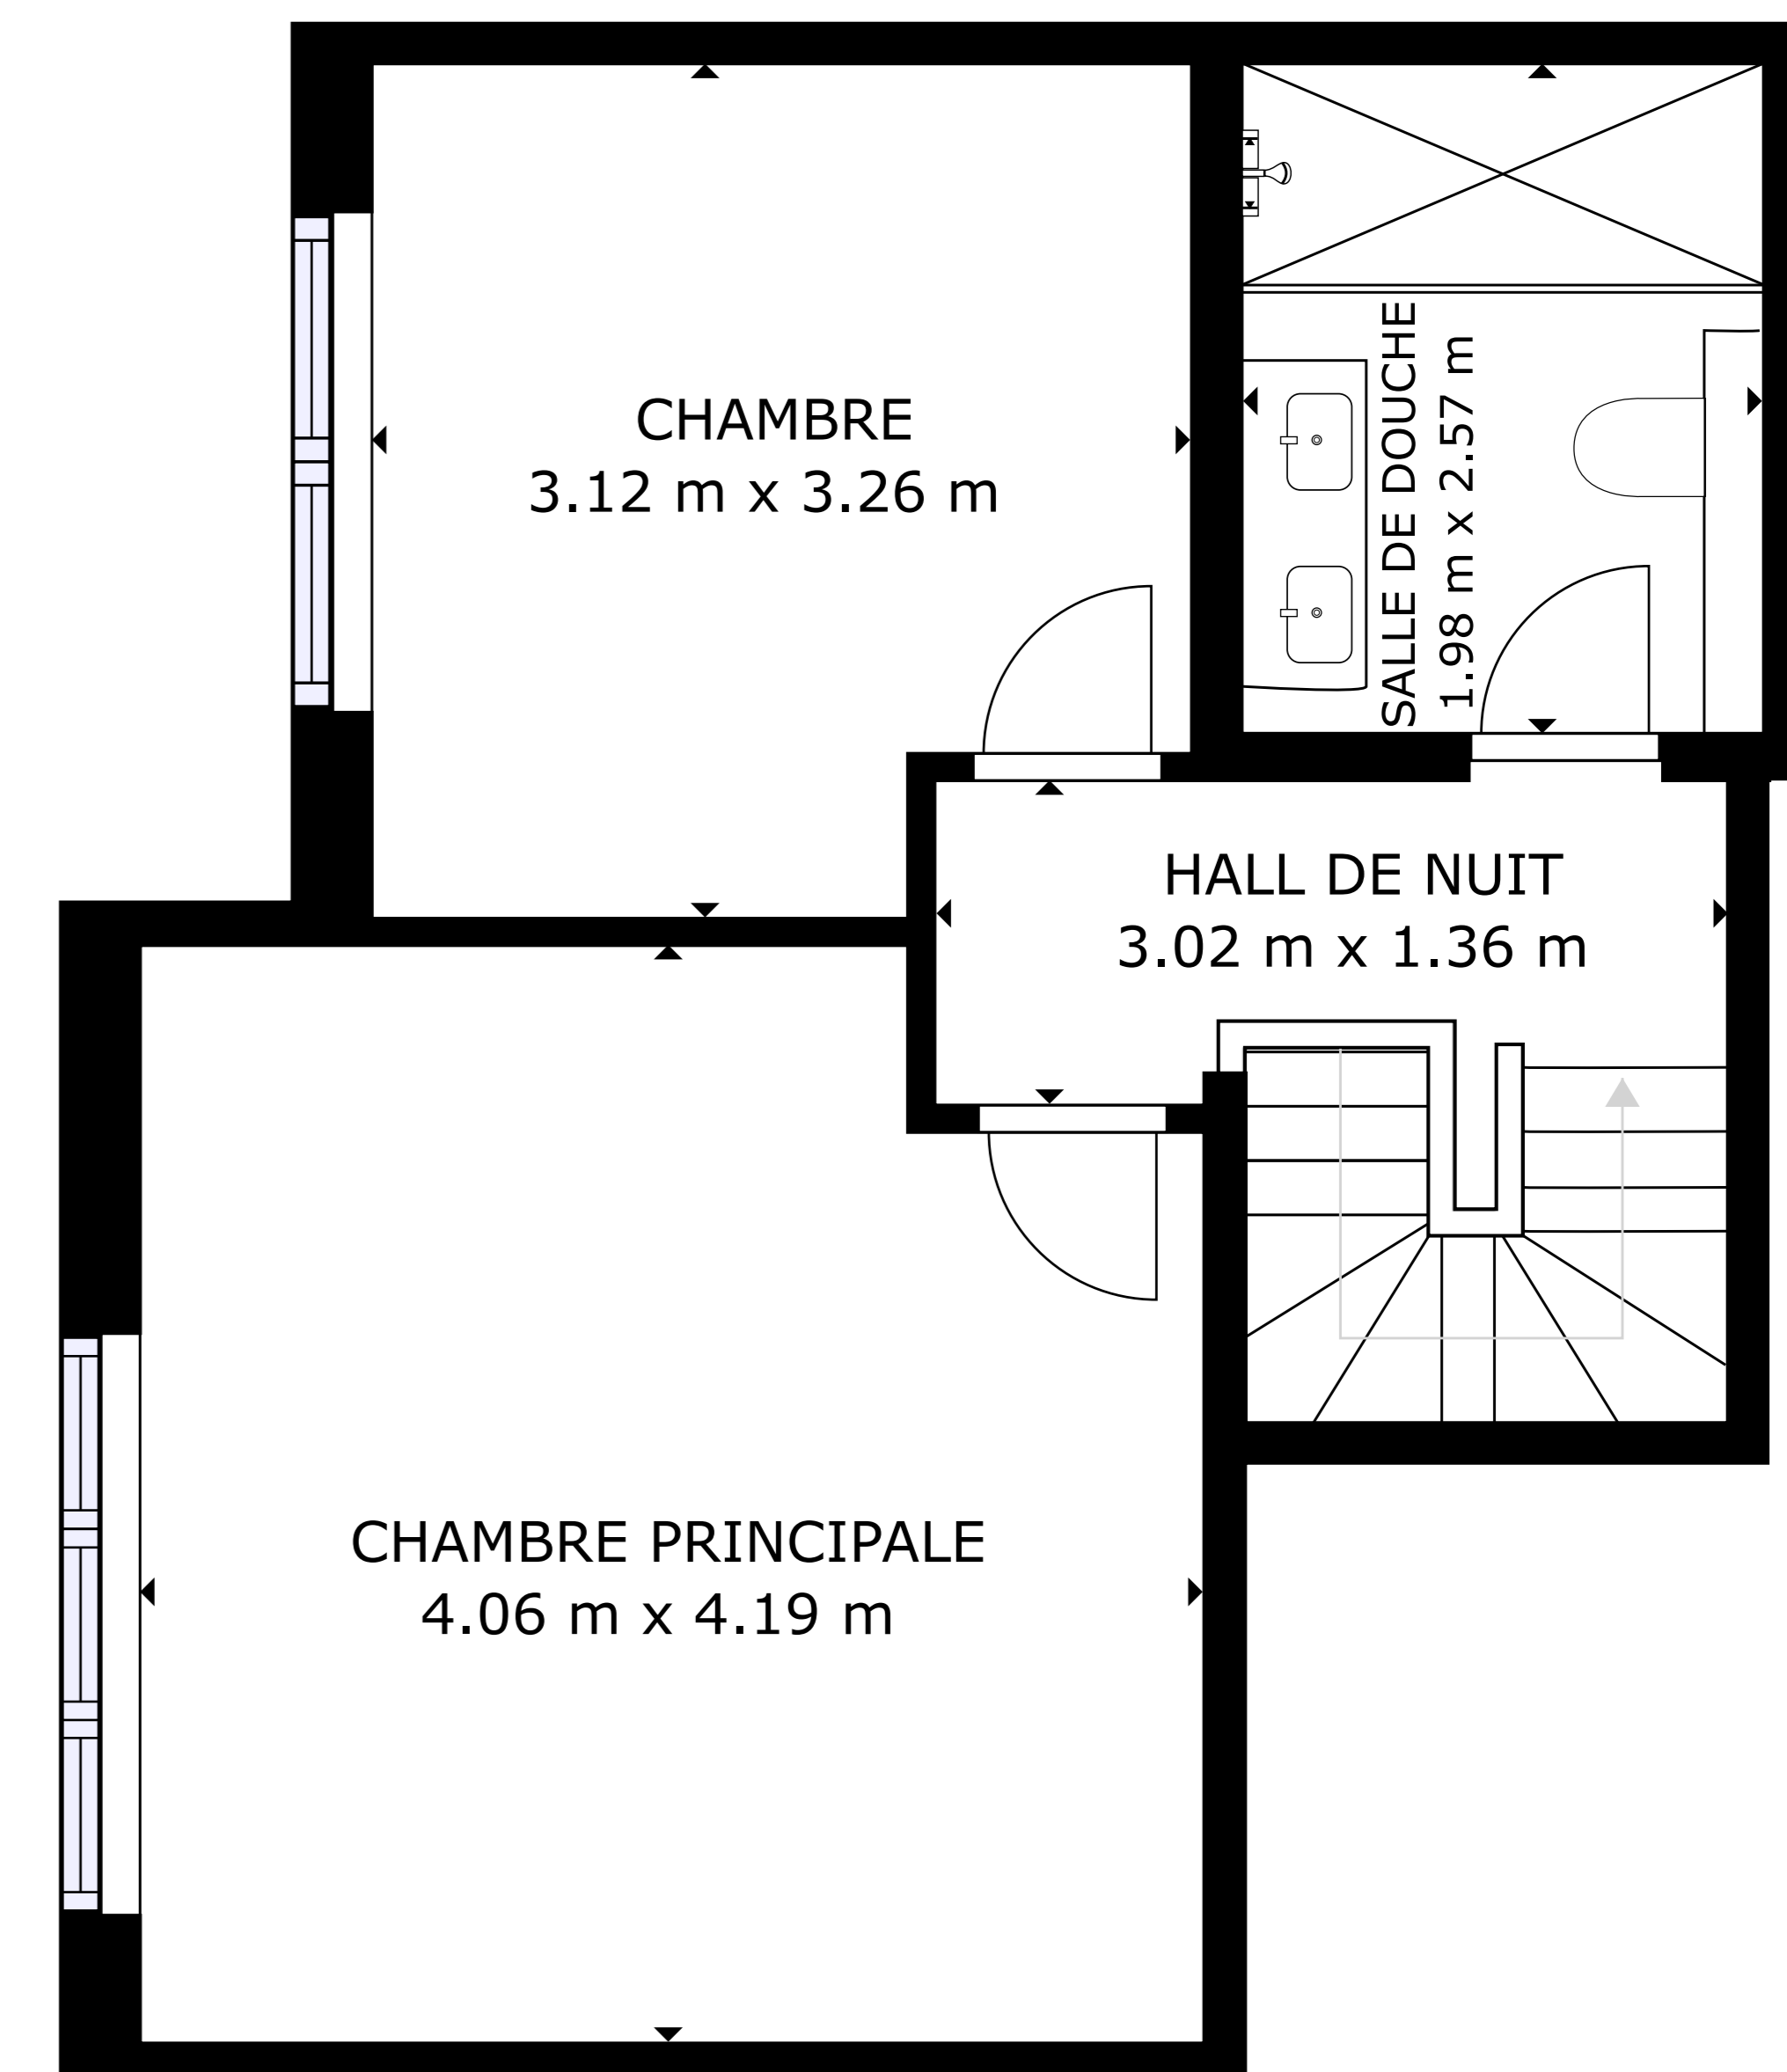 CHAMBRE
3.12 m x 3.26 m
SALLE DE DOUCHE
1.98 m x 2.57 m
HALL DE NUIT
3.02 m x 1.36 m
CHAMBRE PRINCIPALE
4.06 m x 4.19 m